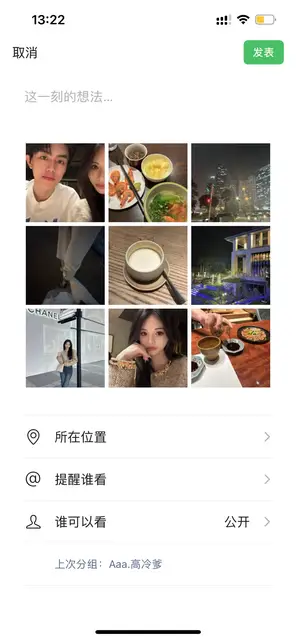 13:22
取消
发表
这一刻的想法...
CHANEL
所在位置
提醒谁看
谁可以看 公开
上次分组：Aaa.高冷爹